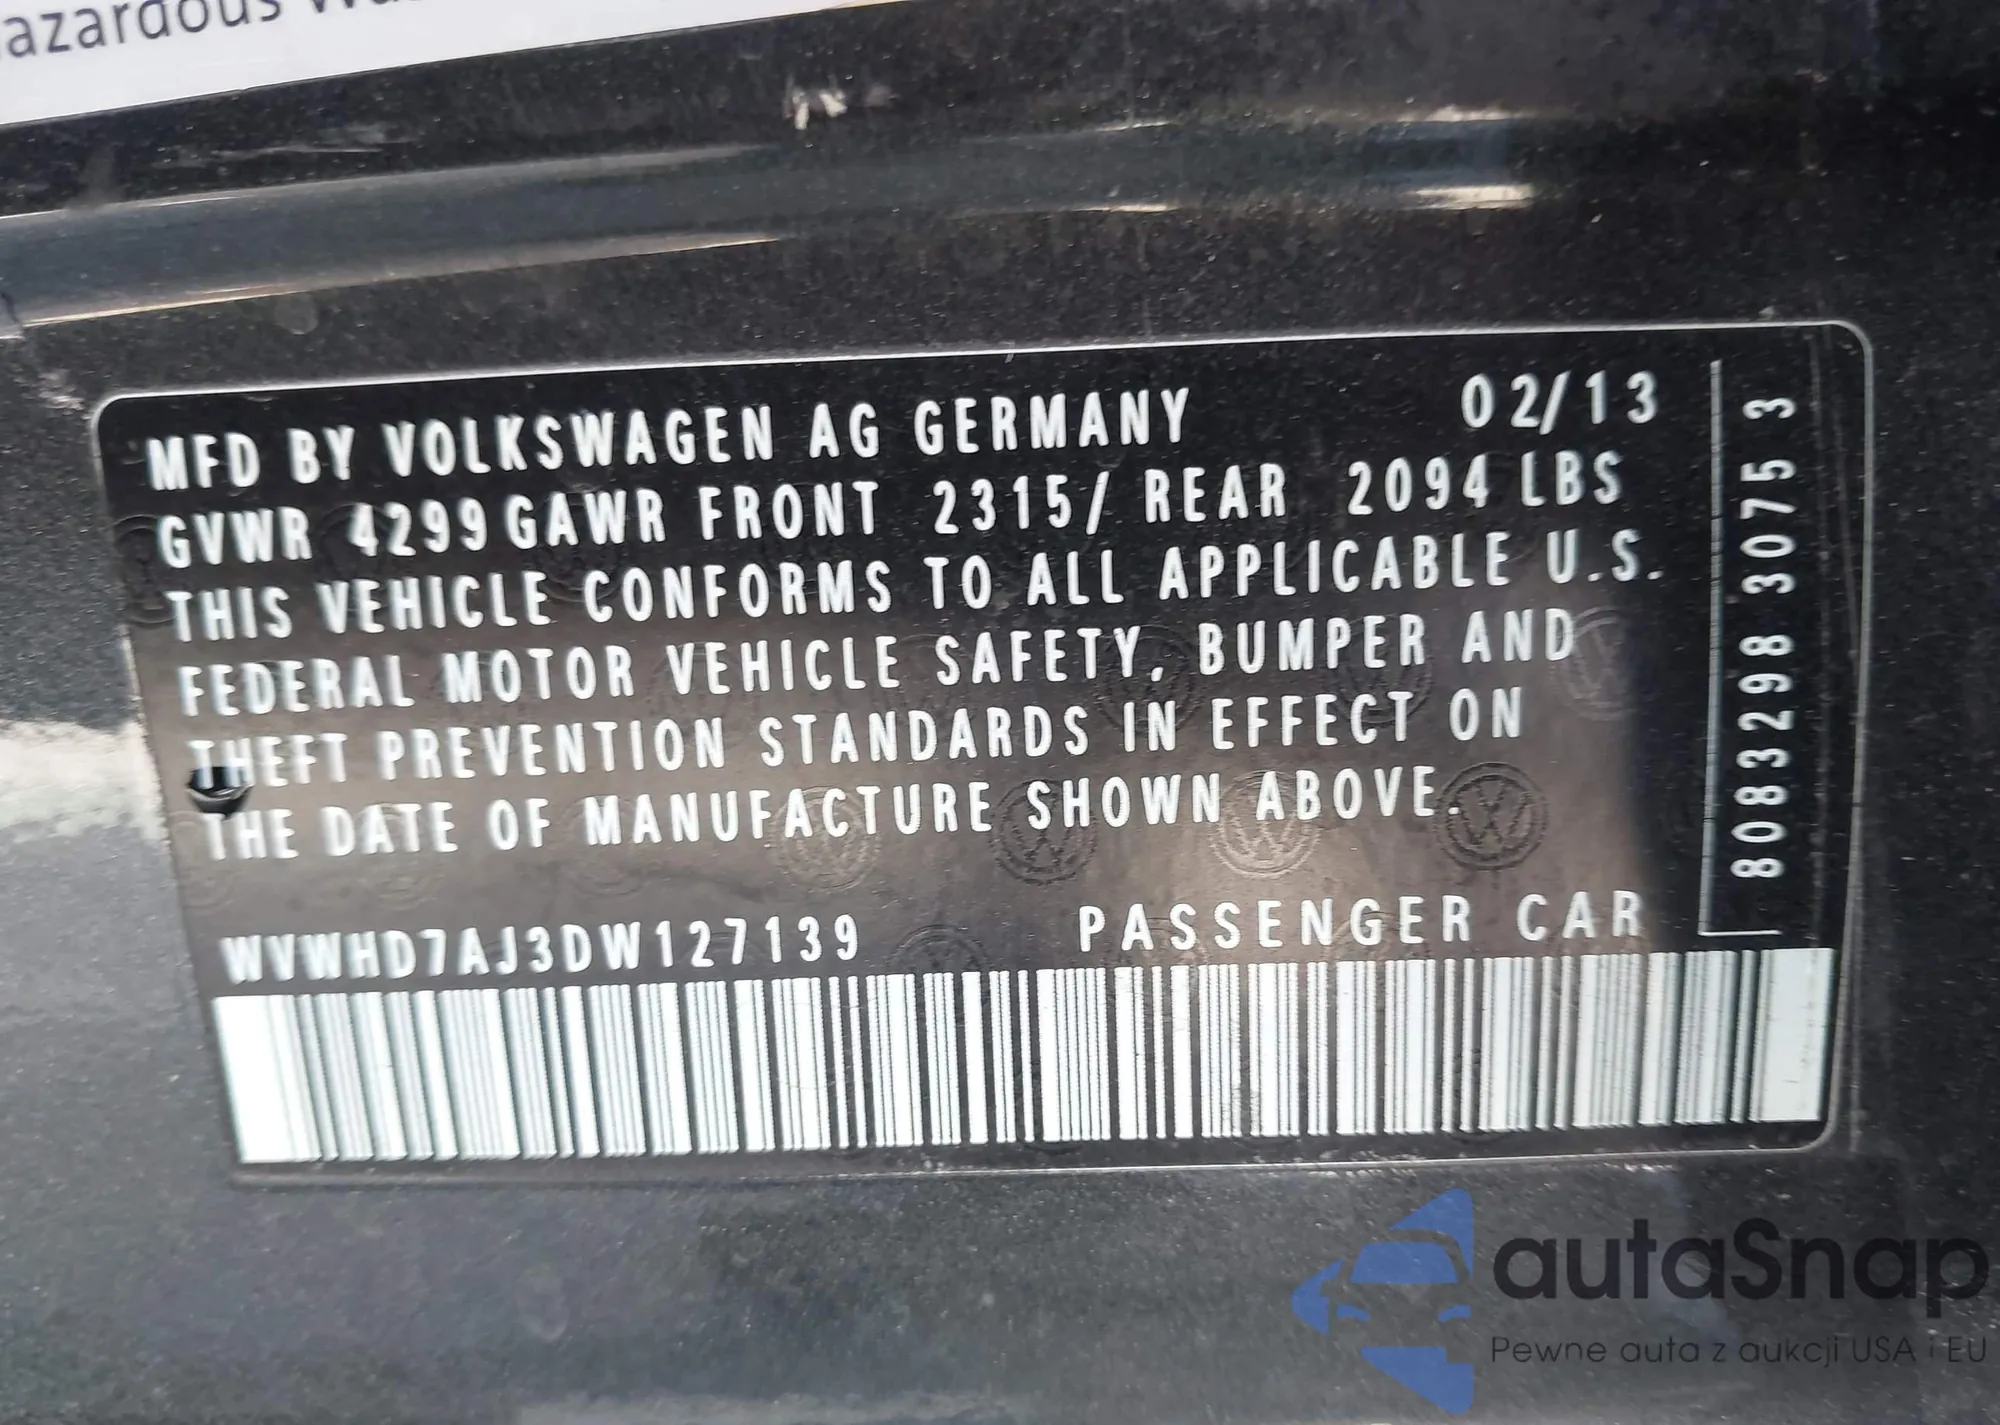 azardous
MFD BY VOLKSWAGEN AG GERMANY 02/13
GVWR 4299 GAWR FRONT 2315/ REAR 2094 LBS
THIS VEHICLE CONFORMS TO ALL APPLICABLE U.S.
FEDERAL MOTOR VEHICLE SAFETY, BUMPER AND
THEFT PREVENTION STANDARDS IN EFFECT ON
THE DATE OF MANUFACTURE SHOWN ABOVE.
WVWHD7AJ3DW127139 PASSENGER CAR
8083298 3075 3
autaSnap
Pewne auta z aukcji USA i EU